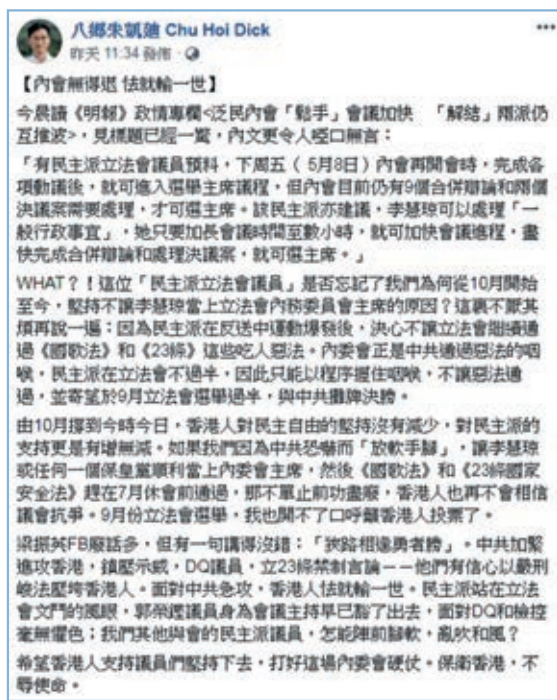 八鄉朱凱廸 Chu Hoi Dick
昨天 11:34 發佈 ·
【內會無得退 怯就輸一世】
今晨讀《明報》政情專欄<泛民內會「鬆手」會議加快 「解結」兩派仍
互推波>，見標題已經一驚，內文更令人啞口無言：
「有民主派立法會議員預料，下周五（ 5月8日）內會再開會時，完成各
項動議後，就可進入選舉主席議程，但內會目前仍有9個合併辯論和兩個
決議案需要處理，才可選主席。該民主派亦建議，李慧琼可以處理「一
般行政事宜」，她只要加長會議時間至數小時，就可加快會議進程，盡
快完成合併辯論和處理決議案，就可選主席。」
WHAT？！這位「民主派立法會議員」是否忘記了我們為何從10月開始
至今，堅持不讓李慧琼當上立法會內務委員會主席的原因？這裏不厭其
煩再說一遍：因為民主派在反送中運動爆發後，決心不讓立法會繼續通
過《國歌法》和《23條》這些吃人惡法。內委會正是中共通過惡法的咽
喉，民主派在立法會不過半，因此只能以程序握住咽喉，不讓惡法通
過，並寄望於9月立法會選舉過半，與中共攤牌決勝。
由10月撐到今時今日，香港人對民主自由的堅持沒有減少，對民主派的
支持更是有增無減。如果我們因為中共恐嚇而「放軟手腳」，讓李慧琼
或任何一個保皇黨順利當上內委會主席，然後《國歌法》和《23條國家
安全法》趕在7月休會前通過，那不單止前功盡廢，香港人也再不會相信
議會抗爭。9月份立法會選舉，我也開不了口呼籲香港人投票了。
梁振英FB廢話多，但有一句講得沒錯：「狹路相逢勇者勝」。中共加緊
進攻香港，鎮壓示威，DQ議員，立23條禁制言論——他們有信心以嚴刑
峻法壓垮香港人。面對中共急攻，香港人怯就輸一世。民主派站在立法
會文鬥的風眼，郭榮鏗議員身為會議主持早已豁了出去，面對DQ和檢控
毫無懼色；我們其他與會的民主派議員，怎能陣前腳軟，亂吹和風？
希望香港人支持議員們堅持下去，打好這場內委會硬仗。保衛香港，不
辱使命。